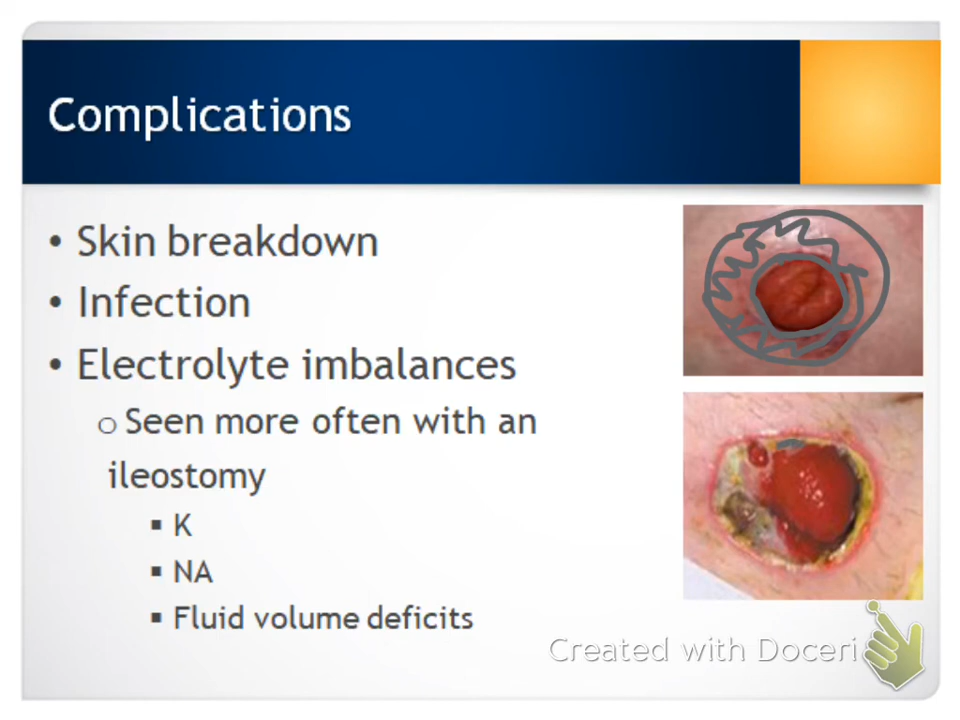 Complications
• Skin breakdown
• Infection
• Electrolyte imbalances
o Seen more often with an
ileostomy
▪ K
▪ NA
▪ Fluid volume deficits
Created with Doceri